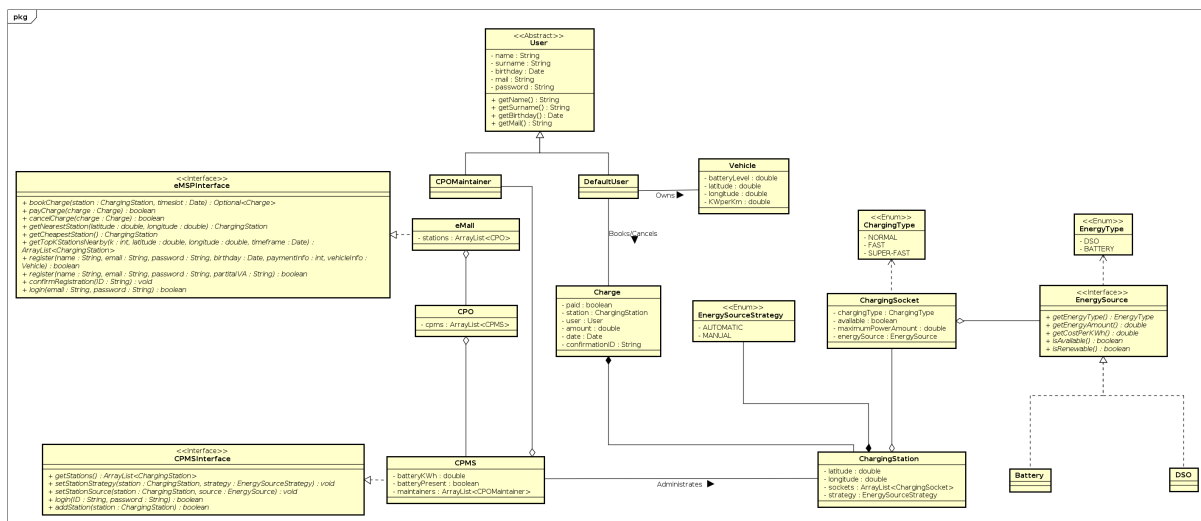 pkg
<<Abstract>>
User
- name : String
- surname : String
- birthday : Date
- mail : String
- password : String
+ getName() : String
+ getSurname() : String
+ getBirthday() : Date
+ getMail() : String
CPOMaintainer
DefaultUser
Owns
Vehicle
- batteryLevel : double
- latitude : double
- longitude : double
- KWperKm : double
<<Interface>>
eMSPInterface
+ bookCharge(station : ChargingStation, timeslot : Date) : Optional<Charge>
+ payCharge(charge : Charge) : boolean
+ cancelCharge(charge : Charge) : boolean
+ getNearestStation(latitude : double, longitude : double) : ChargingStation
+ getCheapestStation() : ChargingStation
+ getTopKStationsNearby(k : int, latitude : double, longitude : double, timeframe : Date) :
ArrayList<ChargingStation>
+ register(name : String, email : String, password : String, birthday : Date, paymentInfo : int, vehicleInfo :
Vehicle) : boolean
+ register(name : String, email : String, password : String, partitaIVA : String) : boolean
+ confirmRegistration(ID : String) : void
+ login(email : String, password : String) : boolean
eMall
- stations : ArrayList<CPO>
Books/Cancels
<<Enum>>
ChargingType
- NORMAL
- FAST
- SUPER-FAST
<<Enum>>
EnergyType
- DSO
- BATTERY
CPO
- cpms : ArrayList<CPMS>
Charge
- paid : boolean
- station : ChargingStation
- user : User
- amount : double
- date : Date
- confirmationID : String
<<Enum>>
EnergySourceStrategy
- AUTOMATIC
- MANUAL
ChargingSocket
- chargingType : ChargingType
- available : boolean
- maximumPowerAmount : double
- energySource : EnergySource
<<Interface>>
EnergySource
+ getEnergyType() : EnergyType
+ getEnergyAmount() : double
+ getCostPerKWh() : double
+ isAvailable() : boolean
+ isRenewable() : boolean
<<Interface>>
CPMSInterface
+ getStations() : ArrayList<ChargingStation>
+ setStationStrategy(station : ChargingStation, strategy : EnergySourceStrategy) : void
+ setStationSource(station : ChargingStation, source : EnergySource) : void
+ login(ID : String, password : String) : boolean
+ addStation(station : ChargingStation) : boolean
CPMS
- batteryKWh : double
- batteryPresent : boolean
- maintainers : ArrayList<CPOMaintainer>
Administrates
ChargingStation
- latitude : double
- longitude : double
- sockets : ArrayList<ChargingSocket>
- strategy : EnergySourceStrategy
Battery
DSO